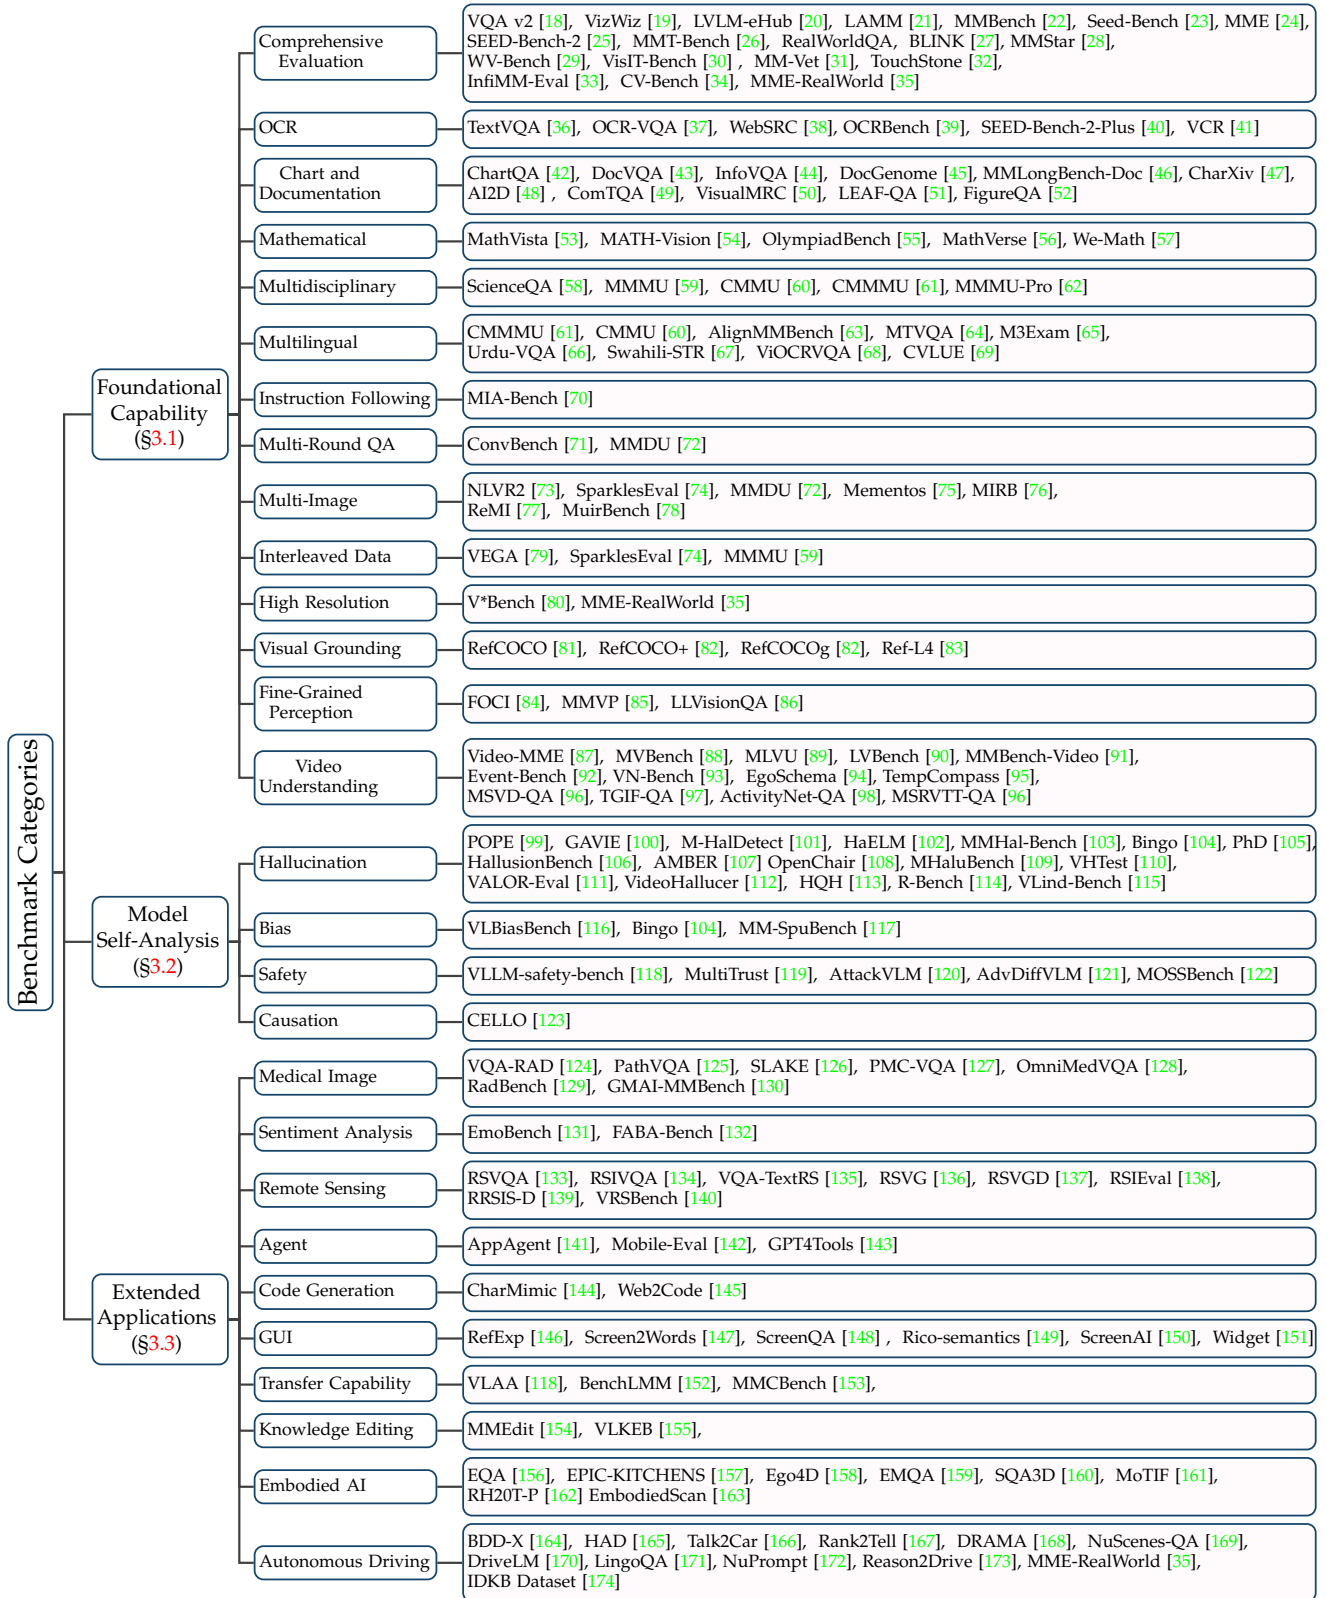 Benchmark Categories
Foundational
Capability
(§3.1)
Comprehensive
Evaluation
VQA v2 [18], VizWiz [19], LVLM-eHub [20], LAMM [21], MMBench [22], Seed-Bench [23], MME [24],
SEED-Bench-2 [25], MMT-Bench [26], RealWorldQA, BLINK [27], MMStar [28],
WV-Bench [29], VisIT-Bench [30] , MM-Vet [31], TouchStone [32],
InfiMM-Eval [33], CV-Bench [34], MME-RealWorld [35]
OCR
TextVQA [36], OCR-VQA [37], WebSRC [38], OCRBench [39], SEED-Bench-2-Plus [40], VCR [41]
Chart and
Documentation
ChartQA [42], DocVQA [43], InfoVQA [44], DocGenome [45], MMLongBench-Doc [46], CharXiv [47],
AI2D [48] , ComTQA [49], VisualMRC [50], LEAF-QA [51], FigureQA [52]
Mathematical
MathVista [53], MATH-Vision [54], OlympiadBench [55], MathVerse [56], We-Math [57]
Multidisciplinary
ScienceQA [58], MMMU [59], CMMU [60], CMMMU [61], MMMU-Pro [62]
Multilingual
CMMMU [61], CMMU [60], AlignMMBench [63], MTVQA [64], M3Exam [65],
Urdu-VQA [66], Swahili-STR [67], ViOCRVQA [68], CVLUE [69]
Instruction Following
MIA-Bench [70]
Multi-Round QA
ConvBench [71], MMDU [72]
Multi-Image
NLVR2 [73], SparklesEval [74], MMDU [72], Mementos [75], MIRB [76],
ReMI [77], MuirBench [78]
Interleaved Data
VEGA [79], SparklesEval [74], MMMU [59]
High Resolution
V*Bench [80], MME-RealWorld [35]
Visual Grounding
RefCOCO [81], RefCOCO+ [82], RefCOCOg [82], Ref-L4 [83]
Fine-Grained
Perception
FOCI [84], MMVP [85], LLVisionQA [86]
Video
Understanding
Video-MME [87], MVBench [88], MLVU [89], LVBench [90], MMBench-Video [91],
Event-Bench [92], VN-Bench [93], EgoSchema [94], TempCompass [95],
MSVD-QA [96], TGIF-QA [97], ActivityNet-QA [98], MSRVTT-QA [96]
Model
Self-Analysis
(§3.2)
Hallucination
POPE [99], GAVIE [100], M-HalDetect [101], HaELM [102], MMHal-Bench [103], Bingo [104], PhD [105],
HallusionBench [106], AMBER [107] OpenChair [108], MHaluBench [109], VHTest [110],
VALOR-Eval [111], VideoHallucer [112], HQH [113], R-Bench [114], VLind-Bench [115]
Bias
VLBiasBench [116], Bingo [104], MM-SpuBench [117]
Safety
VLLM-safety-bench [118], MultiTrust [119], AttackVLM [120], AdvDiffVLM [121], MOSSBench [122]
Causation
CELLO [123]
Extended
Applications
(§3.3)
Medical Image
VQA-RAD [124], PathVQA [125], SLAKE [126], PMC-VQA [127], OmniMedVQA [128],
RadBench [129], GMAI-MMBench [130]
Sentiment Analysis
EmoBench [131], FABA-Bench [132]
Remote Sensing
RSVQA [133], RSIVQA [134], VQA-TextRS [135], RSVG [136], RSVGD [137], RSIEval [138],
RRSIS-D [139], VRSBench [140]
Agent
AppAgent [141], Mobile-Eval [142], GPT4Tools [143]
Code Generation
CharMimic [144], Web2Code [145]
GUI
RefExp [146], Screen2Words [147], ScreenQA [148] , Rico-semantics [149], ScreenAI [150], Widget [151]
Transfer Capability
VLAA [118], BenchLMM [152], MMCBench [153],
Knowledge Editing
MMEdit [154], VLKEB [155],
Embodied AI
EQA [156], EPIC-KITCHENS [157], Ego4D [158], EMQA [159], SQA3D [160], MoTIF [161],
RH20T-P [162] EmbodiedScan [163]
Autonomous Driving
BDD-X [164], HAD [165], Talk2Car [166], Rank2Tell [167], DRAMA [168], NuScenes-QA [169],
DriveLM [170], LingoQA [171], NuPrompt [172], Reason2Drive [173], MME-RealWorld [35],
IDKB Dataset [174]